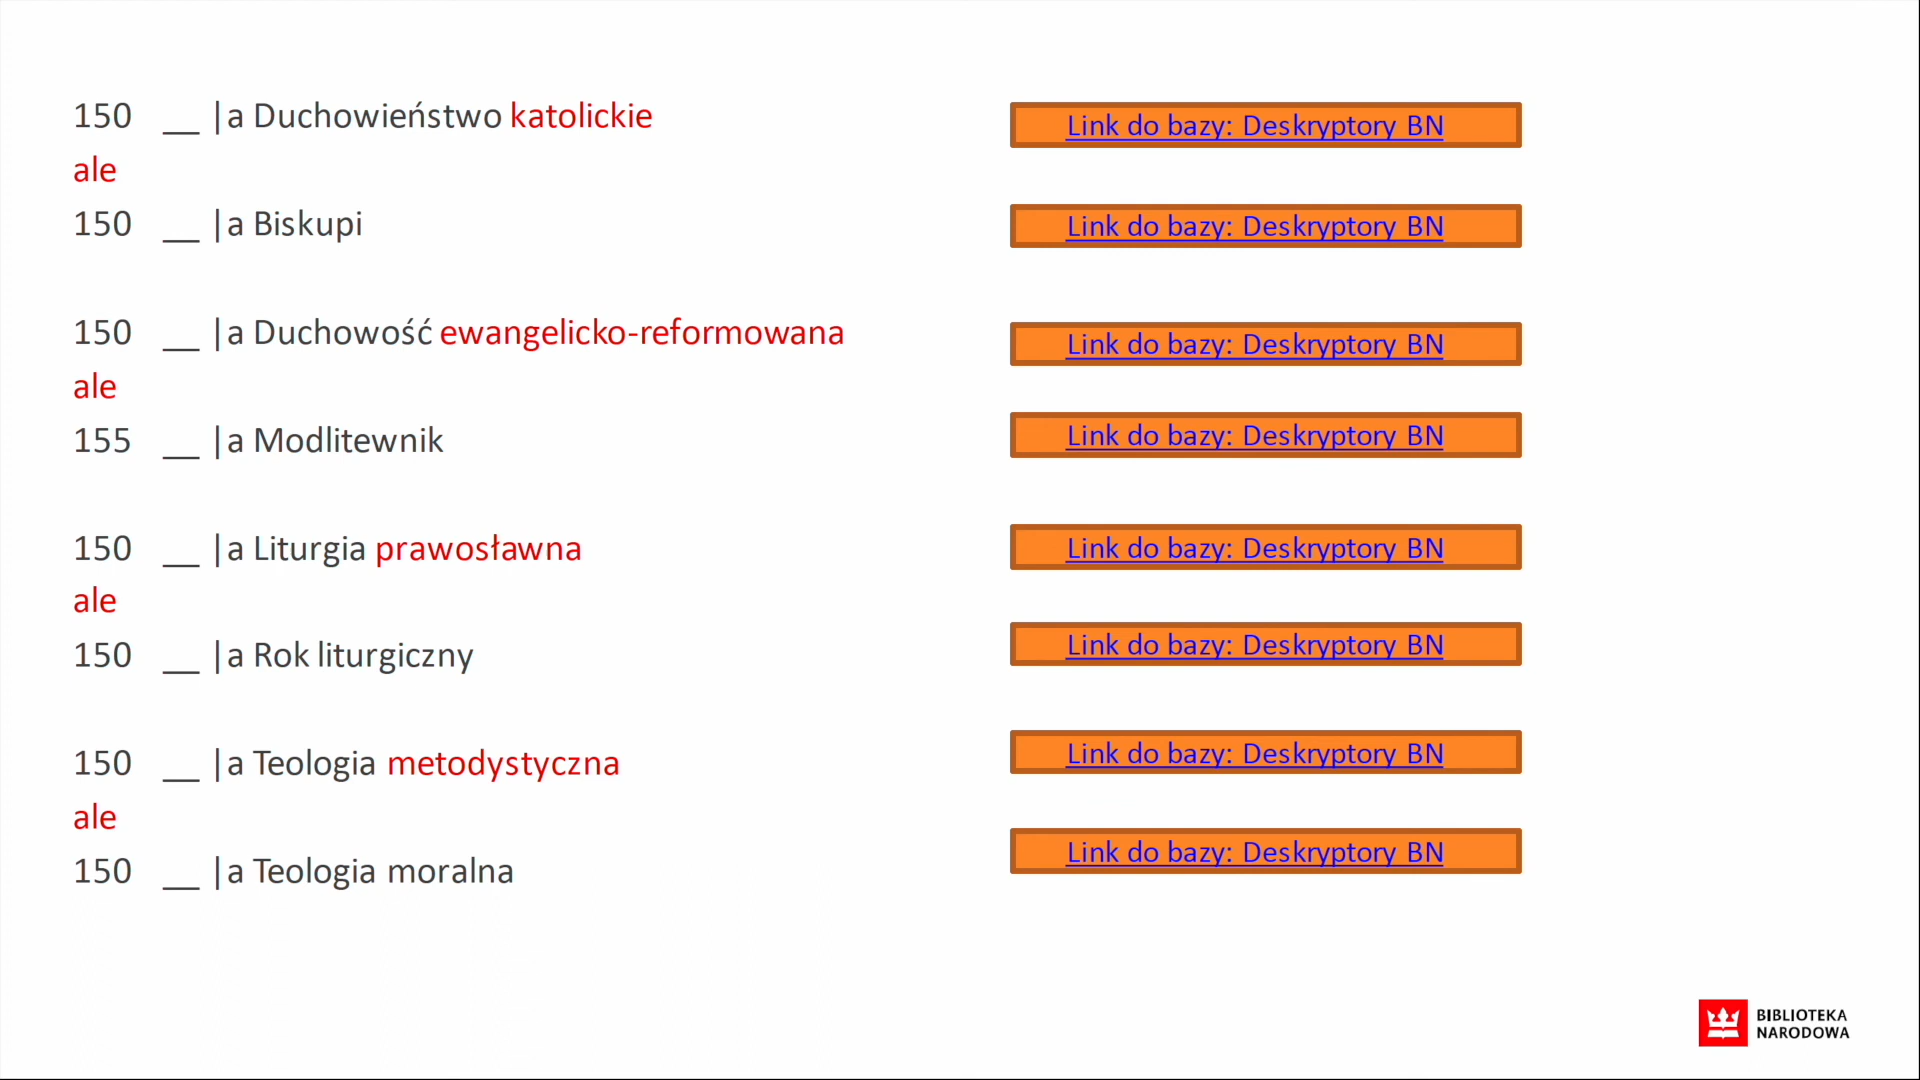 150 __ |a Duchowieństwo katolickie
Link do bazy: Deskryptory BN
ale
150 __ |a Biskupi
Link do bazy: Deskryptory BN
150 __ |a Duchowość ewangelicko-reformowana
Link do bazy: Deskryptory BN
ale
155 __ |a Modlitewnik
Link do bazy: Deskryptory BN
150 __ |a Liturgia prawosławna
Link do bazy: Deskryptory BN
ale
150 __ |a Rok liturgiczny
Link do bazy: Deskryptory BN
150 __ |a Teologia metodystyczna
Link do bazy: Deskryptory BN
ale
150 __ |a Teologia moralna
Link do bazy: Deskryptory BN
BIBLIOTEKA
NARODOWA